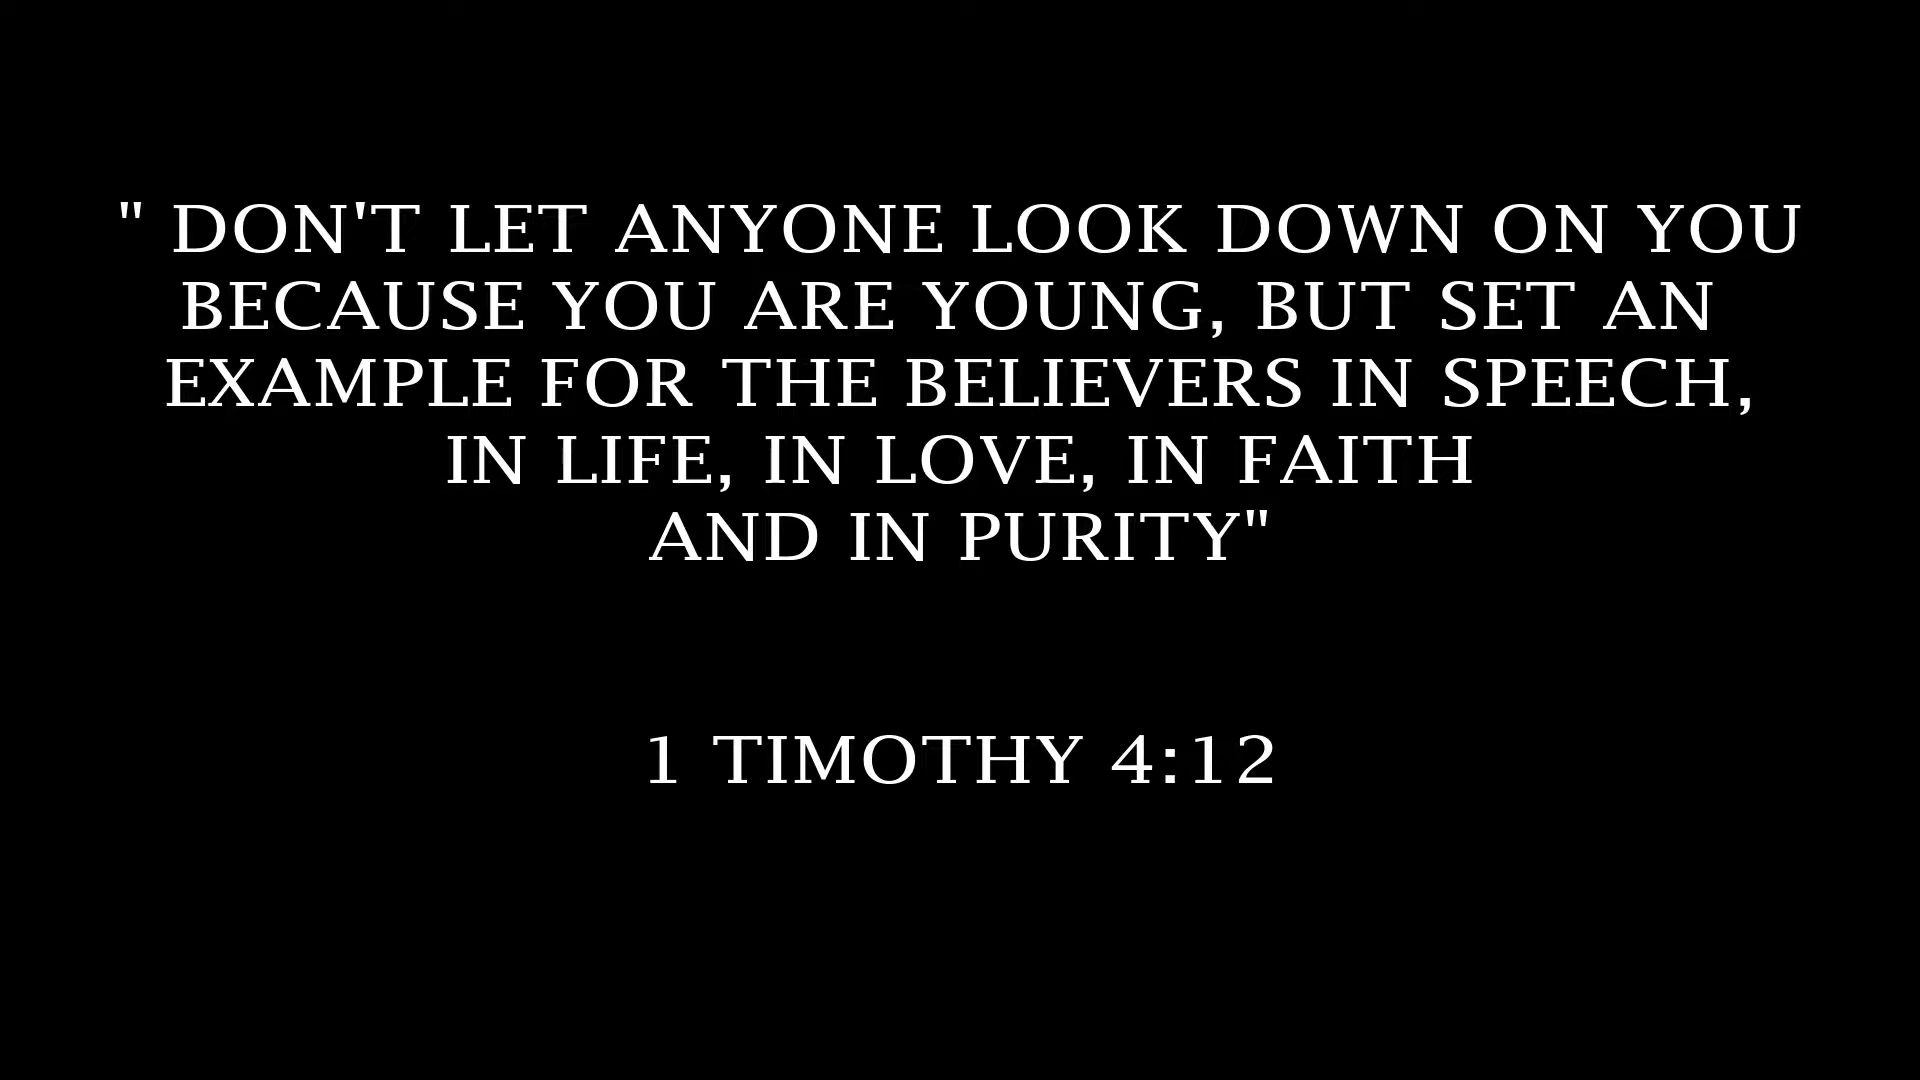 " DON'T LET ANYONE LOOK DOWN ON YOU
BECAUSE YOU ARE YOUNG, BUT SET AN
EXAMPLE FOR THE BELIEVERS IN SPEECH,
IN LIFE, IN LOVE, IN FAITH
AND IN PURITY"
1 TIMOTHY 4:12